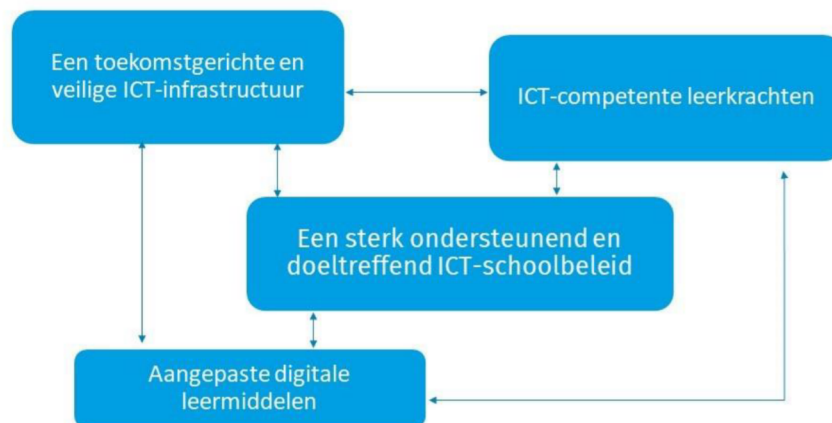 Een toekomstgerichte en
veilige ICT-infrastructuur
ICT-competente leerkrachten
Een sterk ondersteunend en
doeltreffend ICT-schoolbeleid
Aangepaste digitale
leermiddelen